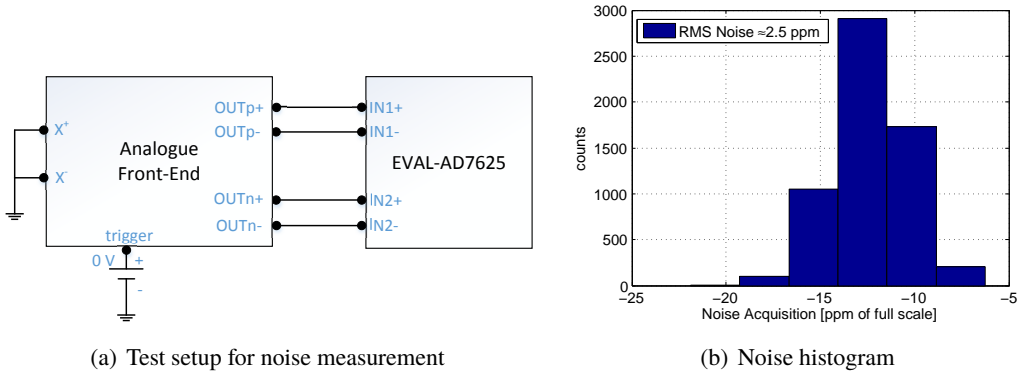 X⁺
X⁻
Analogue
Front-End
OUTp+
OUTp-
OUTn+
OUTn-
trigger
0 V
+
-
IN1+
IN1-
EVAL-AD7625
IN2+
IN2-
(a) Test setup for noise measurement
RMS Noise ≈2.5 ppm
counts
3000
2500
2000
1500
1000
500
0
−25
−20
−15
−10
−5
Noise Acquisition [ppm of full scale]
(b) Noise histogram